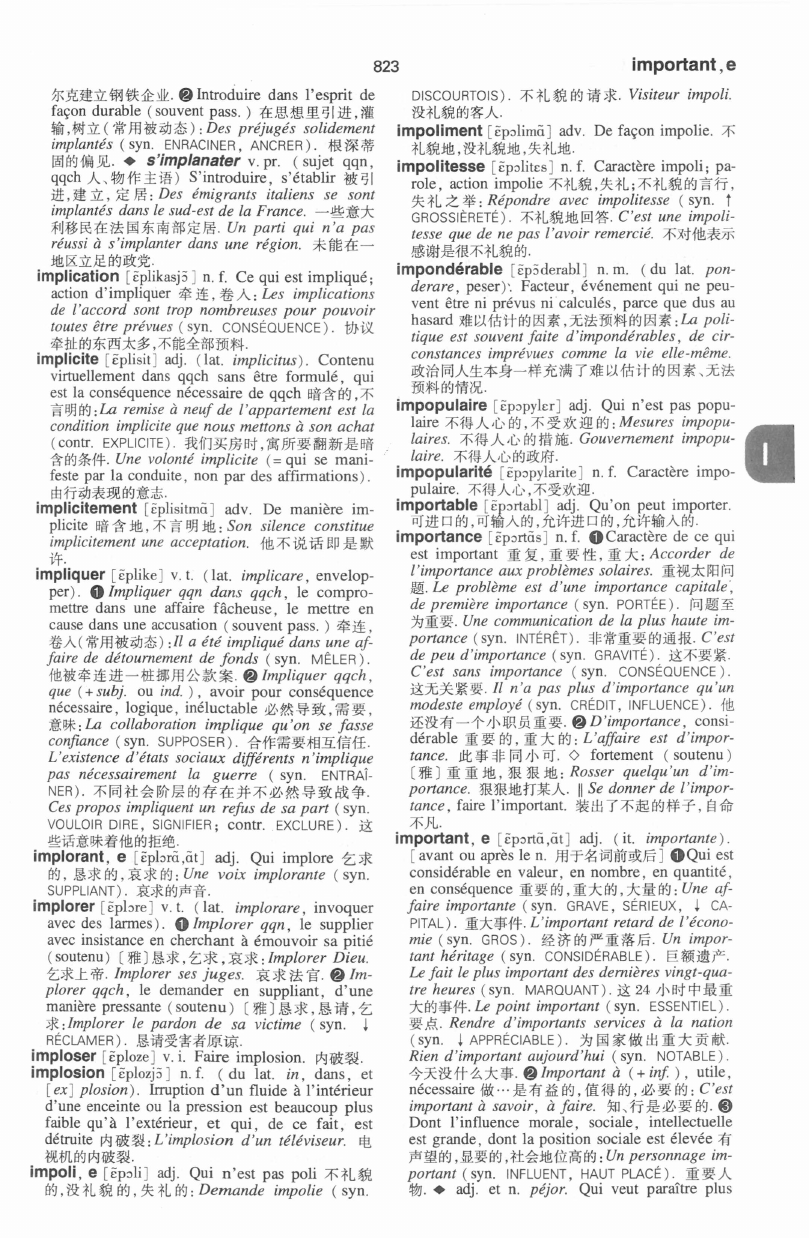 823
important,e
尔克建立钢铁企业. ❷ Introduire dans l'esprit de
façon durable (souvent pass.) 在思想里引进,灌
输,树立(常用被动态): Des préjugés solidement
implantés (syn. ENRACINER, ANCRER). 根深蒂
固的偏见. ◆ s'implanater v. pr. ( sujet qqn,
qqch 人、物作主语) S'introduire, s'établir 被引
进,建立,定居: Des émigrants italiens se sont
implantés dans le sud-est de la France. 一些意大
利移民在法国东南部定居. Un parti qui n'a pas
réussi à s'implanter dans une région. 未能在一
地区立足的政党.
implication [ɛ̃plikasjɔ̃] n. f. Ce qui est impliqué;
action d'impliquer 牵连,卷入: Les implications
de l'accord sont trop nombreuses pour pouvoir
toutes être prévues (syn. CONSÉQUENCE). 协议
牵扯的东西太多,不能全部预料.
implicite [ɛ̃plisit] adj. (lat. implicitus). Contenu
virtuellement dans qqch sans être formulé, qui
est la conséquence nécessaire de qqch 暗含的,不
言明的: La remise à neuf de l'appartement est la
condition implicite que nous mettons à son achat
(contr. EXPLICITE). 我们买房时,寓所要翻新是暗
含的条件. Une volonté implicite (= qui se mani-
feste par la conduite, non par des affirmations).
由行动表现的意志.
implicitement [ɛ̃plisitmɑ̃] adv. De manière im-
plicite 暗含地,不言明地: Son silence constitue
implicitement une acceptation. 他不说话即是默
许.
impliquer [ɛ̃plike] v. t. (lat. implicare, envelop-
per). ❶ Impliquer qqn dans qqch, le compro-
mettre dans une affaire fâcheuse, le mettre en
cause dans une accusation (souvent pass.) 牵连,
卷入(常用被动态): Il a été impliqué dans une af-
faire de détournement de fonds (syn. MÊLER).
他被牵连进一桩挪用公款案. ❷ Impliquer qqch,
que (+ subj. ou ind.), avoir pour conséquence
nécessaire, logique, inéluctable 必然导致,需要,
意味: La collaboration implique qu'on se fasse
confiance (syn. SUPPOSER). 合作需要相互信任.
L'existence d'états sociaux différents n'implique
pas nécessairement la guerre ( syn. ENTRAÎ-
NER). 不同社会阶层的存在并不必然导致战争.
Ces propos impliquent un refus de sa part (syn.
VOULOIR DIRE, SIGNIFIER; contr. EXCLURE). 这
些话意味着他的拒绝.
implorant, e [ɛ̃plɔrɑ̃,ɑ̃t] adj. Qui implore 乞求
的, 恳求的,哀求的: Une voix implorante (syn.
SUPPLIANT). 哀求的声音.
implorer [ɛ̃plɔre] v. t. (lat. implorare, invoquer
avec des larmes). ❶ Implorer qqn, le supplier
avec insistance en cherchant à émouvoir sa pitié
(soutenu) [雅]恳求,乞求,哀求: Implorer Dieu.
乞求上帝. Implorer ses juges. 哀求法官. ❷ Im-
plorer qqch, le demander en suppliant, d'une
manière pressante (soutenu) [雅]恳求,恳请,乞
求: Implorer le pardon de sa victime (syn. ↓
RÉCLAMER). 恳请受害者原谅.
imploser [ɛ̃ploze] v. i. Faire implosion. 内破裂.
implosion [ɛ̃plozjɔ̃] n. f. (du lat. in, dans, et
[ex] plosion). Irruption d'un fluide à l'intérieur
d'une enceinte ou la pression est beaucoup plus
faible qu'à l'extérieur, et qui, de ce fait, est
détruite 内破裂: L'implosion d'un téléviseur. 电
视机的内破裂.
impoli, e [ɛ̃pɔli] adj. Qui n'est pas poli 不礼貌
的,没礼貌的,失礼的: Demande impolie (syn.
DISCOURTOIS). 不礼貌的请求. Visiteur impoli.
没礼貌的客人.
impoliment [ɛ̃pɔlimɑ̃] adv. De façon impolie. 不
礼貌地,没礼貌地,失礼地.
impolitesse [ɛ̃pɔlitɛs] n. f. Caractère impoli; pa-
role, action impolie 不礼貌,失礼;不礼貌的言行,
失礼之举: Répondre avec impolitesse (syn. ↑
GROSSIÈRETÉ). 不礼貌地回答. C'est une impoli-
tesse que de ne pas l'avoir remercié. 不对他表示
感谢是很不礼貌的.
impondérable [ɛ̃pɔ̃derabl] n. m. (du lat. pon-
derare, peser). Facteur, événement qui ne peu-
vent être ni prévus ni calculés, parce que dus au
hasard 难以估计的因素,无法预料的因素: La poli-
tique est souvent faite d'impondérables, de cir-
constances imprévues comme la vie elle-même.
政治同人生本身一样充满了难以估计的因素、无法
预料的情况.
impopulaire [ɛ̃pɔpylɛr] adj. Qui n'est pas popu-
laire 不得人心的,不受欢迎的: Mesures impopu-
laires. 不得人心的措施. Gouvernement impopu-
laire. 不得人心的政府.
impopularité [ɛ̃pɔpylarite] n. f. Caractère impo-
pulaire. 不得人心,不受欢迎.
importable [ɛ̃pɔrtabl] adj. Qu'on peut importer.
可进口的,可输入的,允许进口的,允许输入的.
importance [ɛ̃pɔrtɑ̃s] n. f. ❶ Caractère de ce qui
est important 重复,重要性,重大: Accorder de
l'importance aux problèmes solaires. 重视太阳问
题. Le problème est d'une importance capitale,
de première importance (syn. PORTÉE). 问题至
为重要. Une communication de la plus haute im-
portance (syn. INTÉRÊT). 非常重要的通报. C'est
de peu d'importance (syn. GRAVITÉ). 这不要紧.
C'est sans importance (syn. CONSÉQUENCE).
这无关紧要. Il n'a pas plus d'importance qu'un
modeste employé (syn. CRÉDIT, INFLUENCE). 他
还没有一个小职员重要. ❷ D'importance, consi-
dérable 重要的,重大的: L'affaire est d'impor-
tance. 此事非同小可. ◇ fortement (soutenu)
[雅]重重地,狠狠地: Rosser quelqu'un d'im-
portance. 狠狠地打某人. ‖ Se donner de l'impor-
tance, faire l'important. 装出了不起的样子,自命
不凡.
important, e [ɛ̃pɔrtɑ̃,ɑ̃t] adj. (it. importante).
[avant ou après le n. 用于名词前或后] ❶ Qui est
considérable en valeur, en nombre, en quantité,
en conséquence 重要的,重大的,大量的: Une af-
faire importante (syn. GRAVE, SÉRIEUX, ↓ CA-
PITAL). 重大事件. L'important retard de l'écono-
mie (syn. GROS). 经济的严重落后. Un impor-
tant héritage (syn. CONSIDÉRABLE). 巨额遗产.
Le fait le plus important des dernières vingt-qua-
tre heures (syn. MARQUANT). 这 24 小时中最重
大的事件. Le point important (syn. ESSENTIEL).
要点. Rendre d'importants services à la nation
(syn. ↓ APPRÉCIABLE). 为国家做出重大贡献.
Rien d'important aujourd'hui (syn. NOTABLE).
今天没什么大事. ❷ Important à (+ inf.), utile,
nécessaire 做…是有益的,值得的,必要的: C'est
important à savoir, à faire. 知、行是必要的. ❸
Dont l'influence morale, sociale, intellectuelle
est grande, dont la position sociale est élevée 有
声望的,显要的,社会地位高的: Un personnage im-
portant (syn. INFLUENT, HAUT PLACÉ). 重要人
物. ◆ adj. et n. péjor. Qui veut paraître plus
I